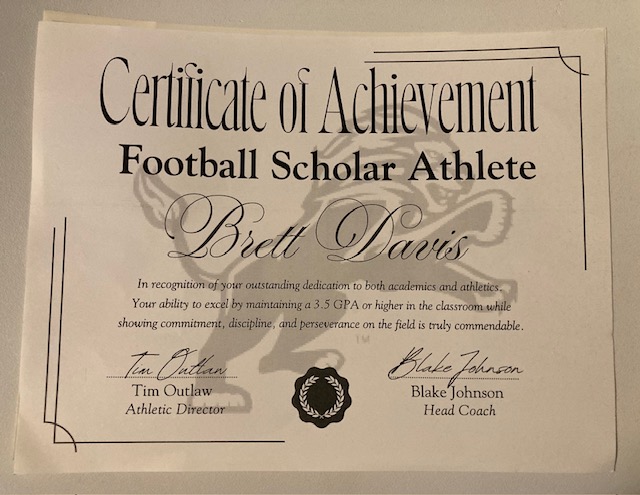 Certificate of Achievement
Football Scholar Athlete
Brett Davis
In recognition of your outstanding dedication to both academics and athletics.
Your ability to excel by maintaining a 3.5 GPA or higher in the classroom while
showing commitment, discipline, and perseverance on the field is truly commendable.
TM
Tim Outlaw Blake Johnson
Tim Outlaw Blake Johnson
Athletic Director Head Coach